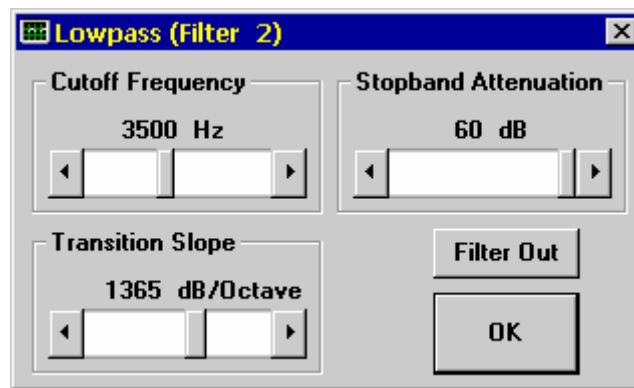 Lowpass (Filter 2)
Cutoff Frequency
3500 Hz
Stopband Attenuation
60 dB
Transition Slope
1365 dB/Octave
Filter Out
OK